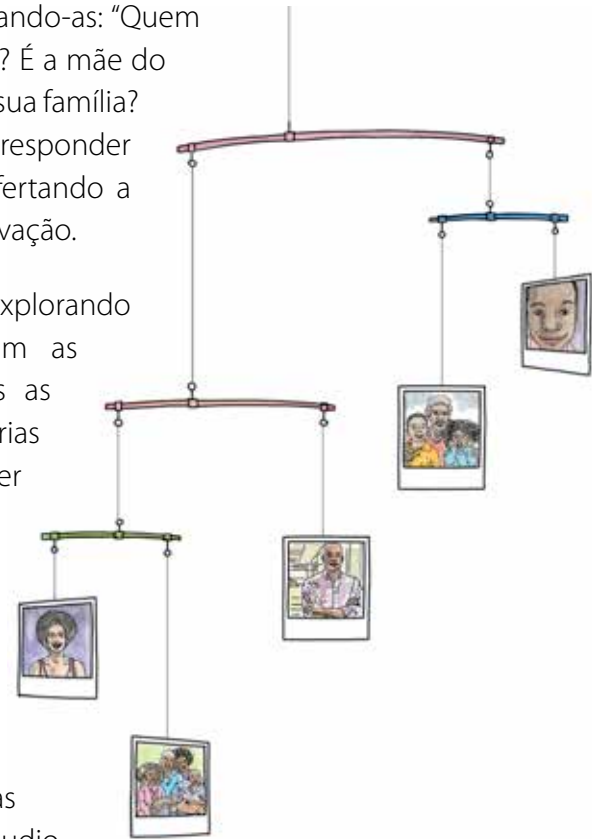 ando-as: “Quem
? É a mãe do
sua família?
responder
fertando a
vação.
xplorando
m as
s as
rias
er
as
udio